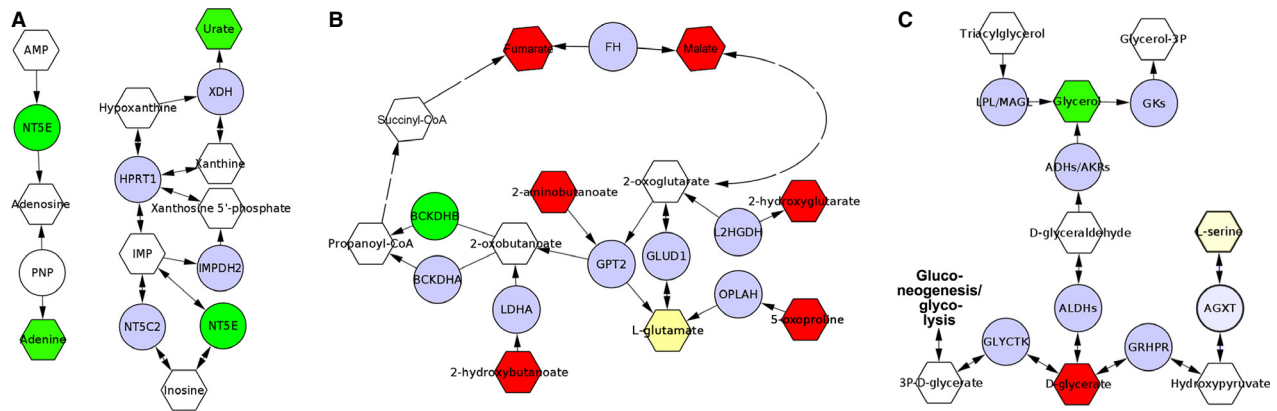 A
AMP
NT5E
Adenosine
PNP
Adenine
Urate
XDH
Hypoxanthine
Xanthine
HPRT1
Xanthosine 5'-phosphate
IMP
IMPDH2
NT5C2
NT5E
Inosine
B
Fumarate
FH
Malate
Succinyl-CoA
2-aminobutanoate
2-oxoglutarate
2-hydroxyglutarate
BCKDHB
Propanoyl-CoA
2-oxobutanoate
L2HGDH
GPT2
GLUD1
BCKDHA
OPLAH
LDHA
L-glutamate
5-oxoproline
2-hydroxybutanoate
C
Triacylglycerol
Glycerol-3P
LPL/MAGL
Glycerol
GKs
ADHs/AKRs
D-glyceraldehyde
L-serine
Gluco-
neogenesis/
glyco-
lysis
ALDHs
AGXT
GLYCTK
GRHPR
3P-D-glycerate
D-glycerate
Hydroxypyruvate